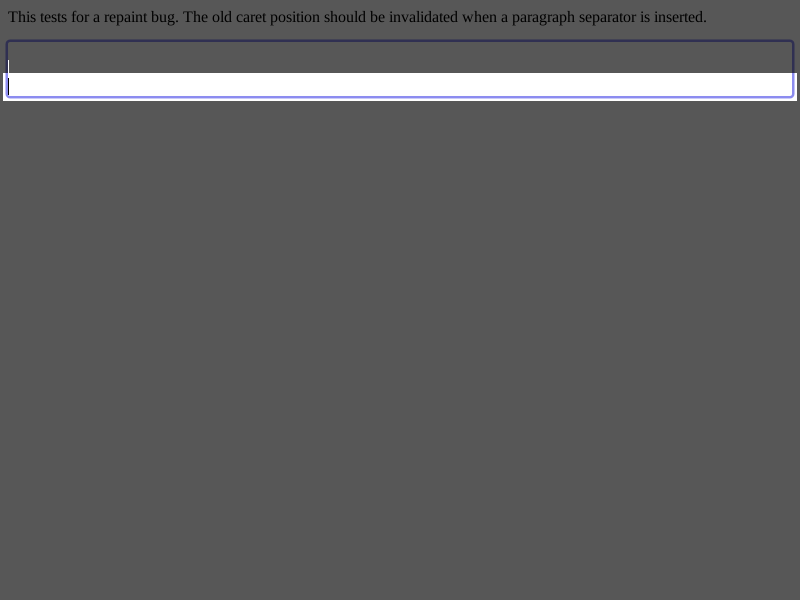 This tests for a repaint bug. The old caret position should be invalidated when a paragraph separator is inserted.